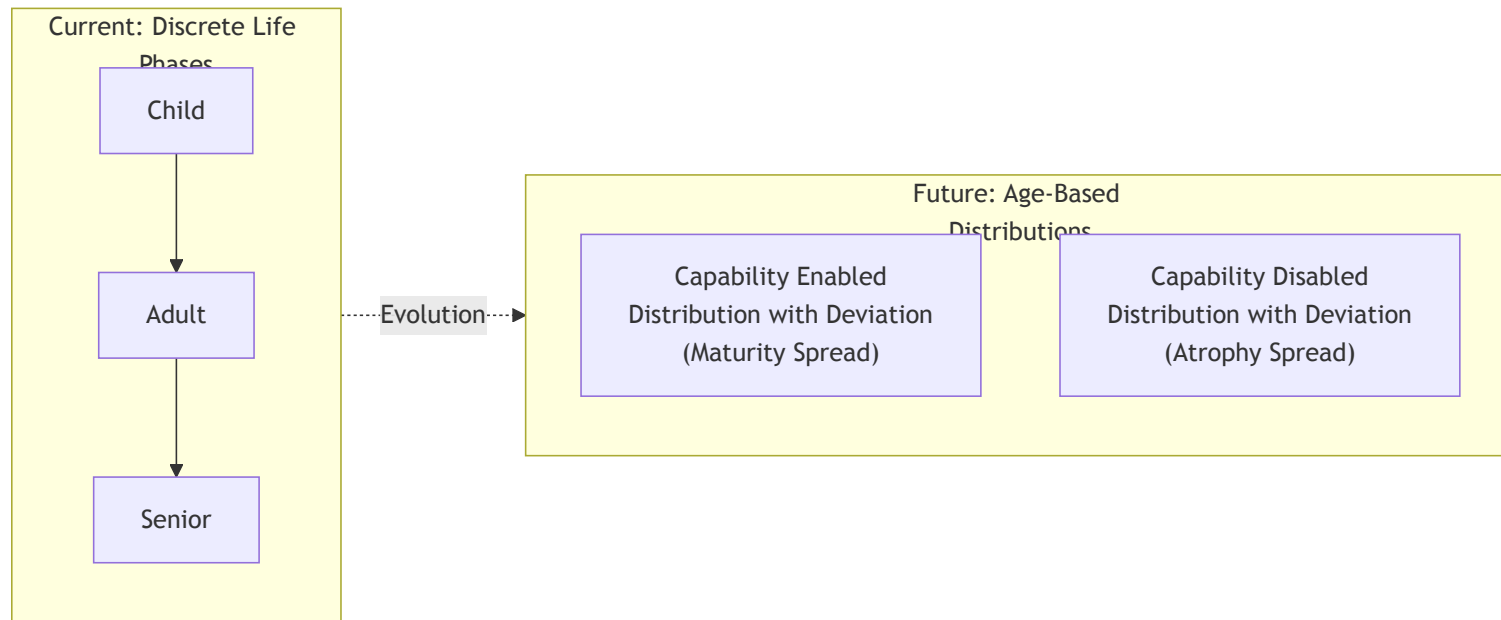 Current: Discrete Life
Phases
Child
Adult
Senior
Evolution
Future: Age-Based
Distributions
Capability Enabled
Distribution with Deviation
(Maturity Spread)
Capability Disabled
Distribution with Deviation
(Atrophy Spread)